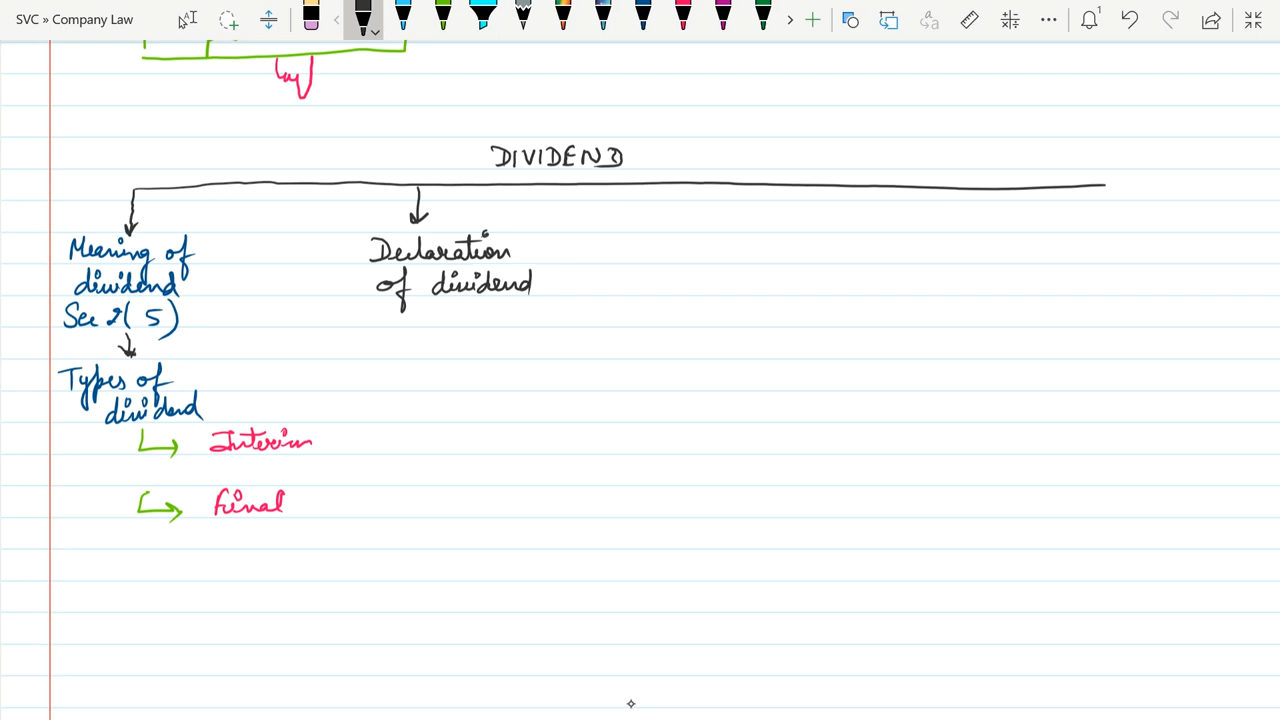 SVC » Company Law
DIVIDEND
Meaning of
dividend
Sec 2( 5)
Types of
dividend
Interim
Final
Declaration
of dividend